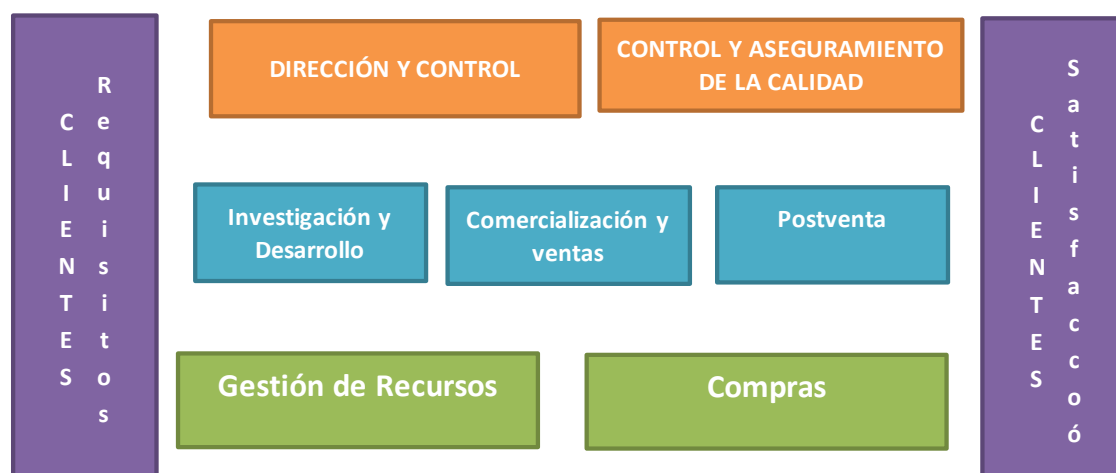 CLIENTES
Requisitos
DIRECCIÓN Y CONTROL
CONTROL Y ASEGURAMIENTO
DE LA CALIDAD
Investigación y
Desarrollo
Comercialización y
ventas
Postventa
Gestión de Recursos
Compras
CLIENTES
Satisfaccoó